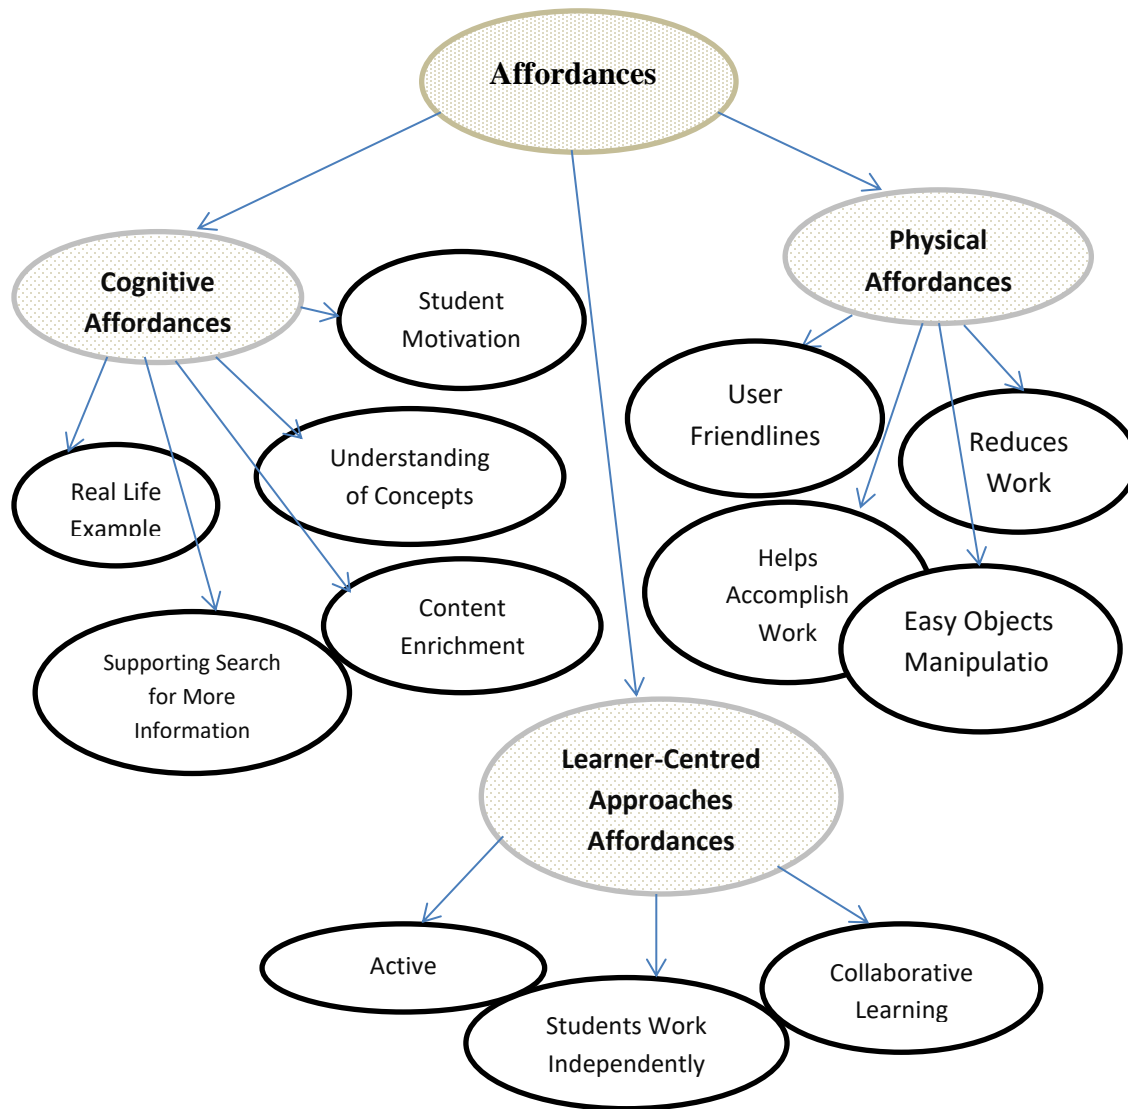 Affordances
Cognitive
Affordances
Physical
Affordances
Student
Motivation
User
Friendlines
Reduces
Work
Understanding
of Concepts
Real Life
Example
Helps
Accomplish
Work
Easy Objects
Manipulatio
Content
Enrichment
Supporting Search
for More
Information
Learner-Centred
Approaches
Affordances
Active
Students Work
Independently
Collaborative
Learning